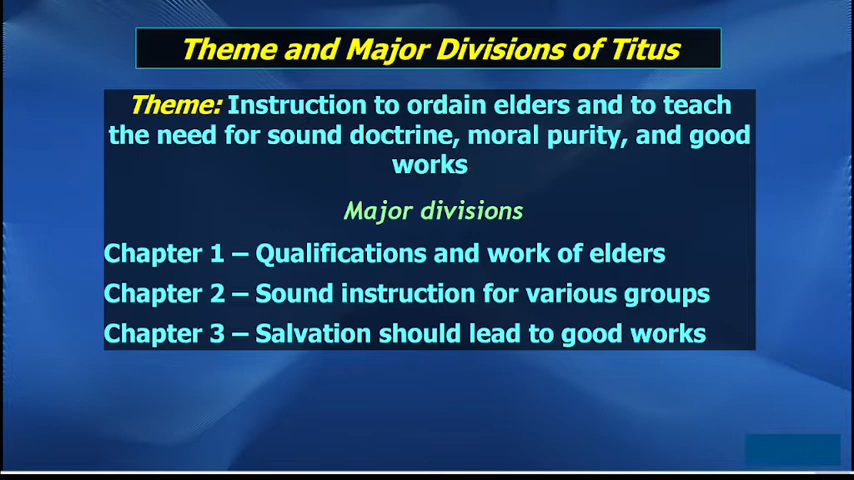 Theme and Major Divisions of Titus
Theme: Instruction to ordain elders and to teach
the need for sound doctrine, moral purity, and good
works
Major divisions
Chapter 1 – Qualifications and work of elders
Chapter 2 – Sound instruction for various groups
Chapter 3 – Salvation should lead to good works